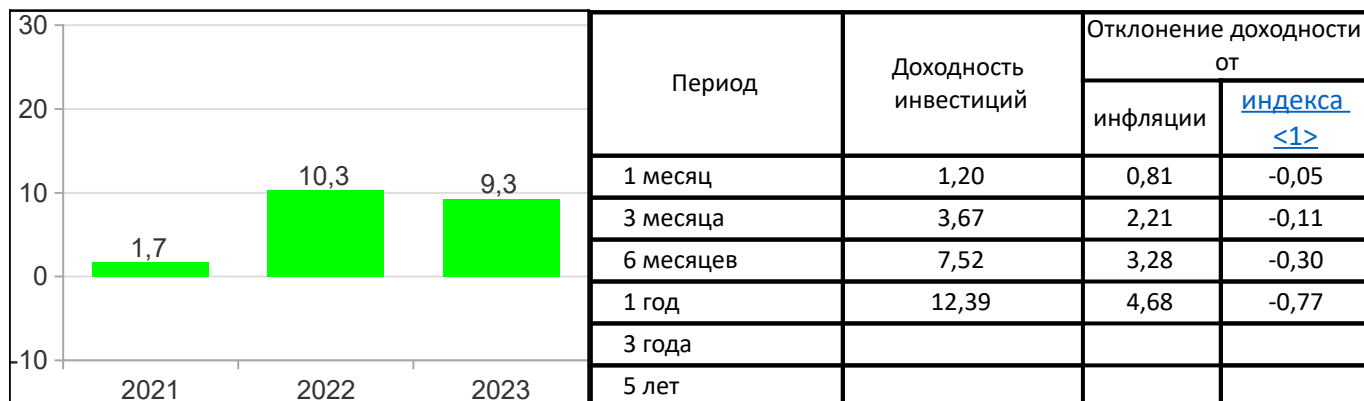 30
20
10
0
-10
1,7
10,3
9,3
2021 2022 2023
Период
Доходность
инвестиций
Отклонение доходности
от
инфляции
индекса
<1>
1 месяц 1,20 0,81 -0,05
3 месяца 3,67 2,21 -0,11
6 месяцев 7,52 3,28 -0,30
1 год 12,39 4,68 -0,77
3 года
5 лет